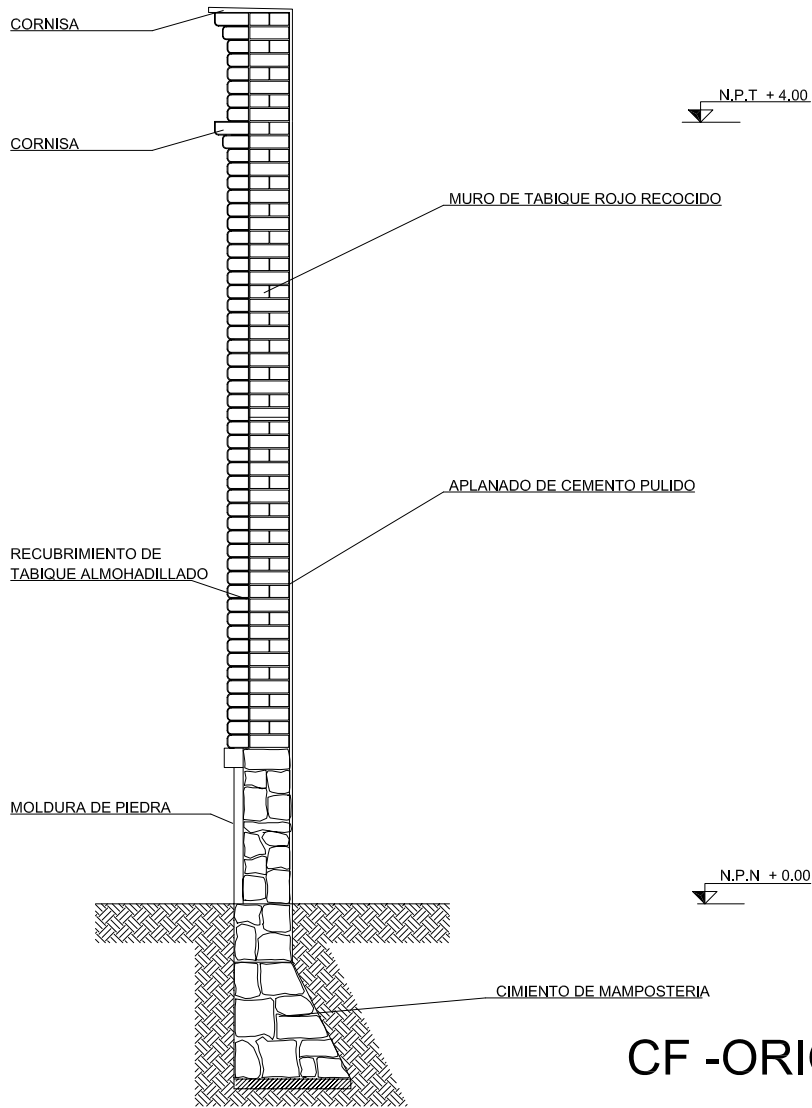 CORNISA
N.P.T + 4.00
CORNISA
MURO DE TABIQUE ROJO RECOCIDO
APLANADO DE CEMENTO PULIDO
RECUBRIMIENTO DE
TABIQUE ALMOHADILLADO
MOLDURA DE PIEDRA
N.P.N + 0.00
CIMIENTO DE MAMPOSTERIA
CF -